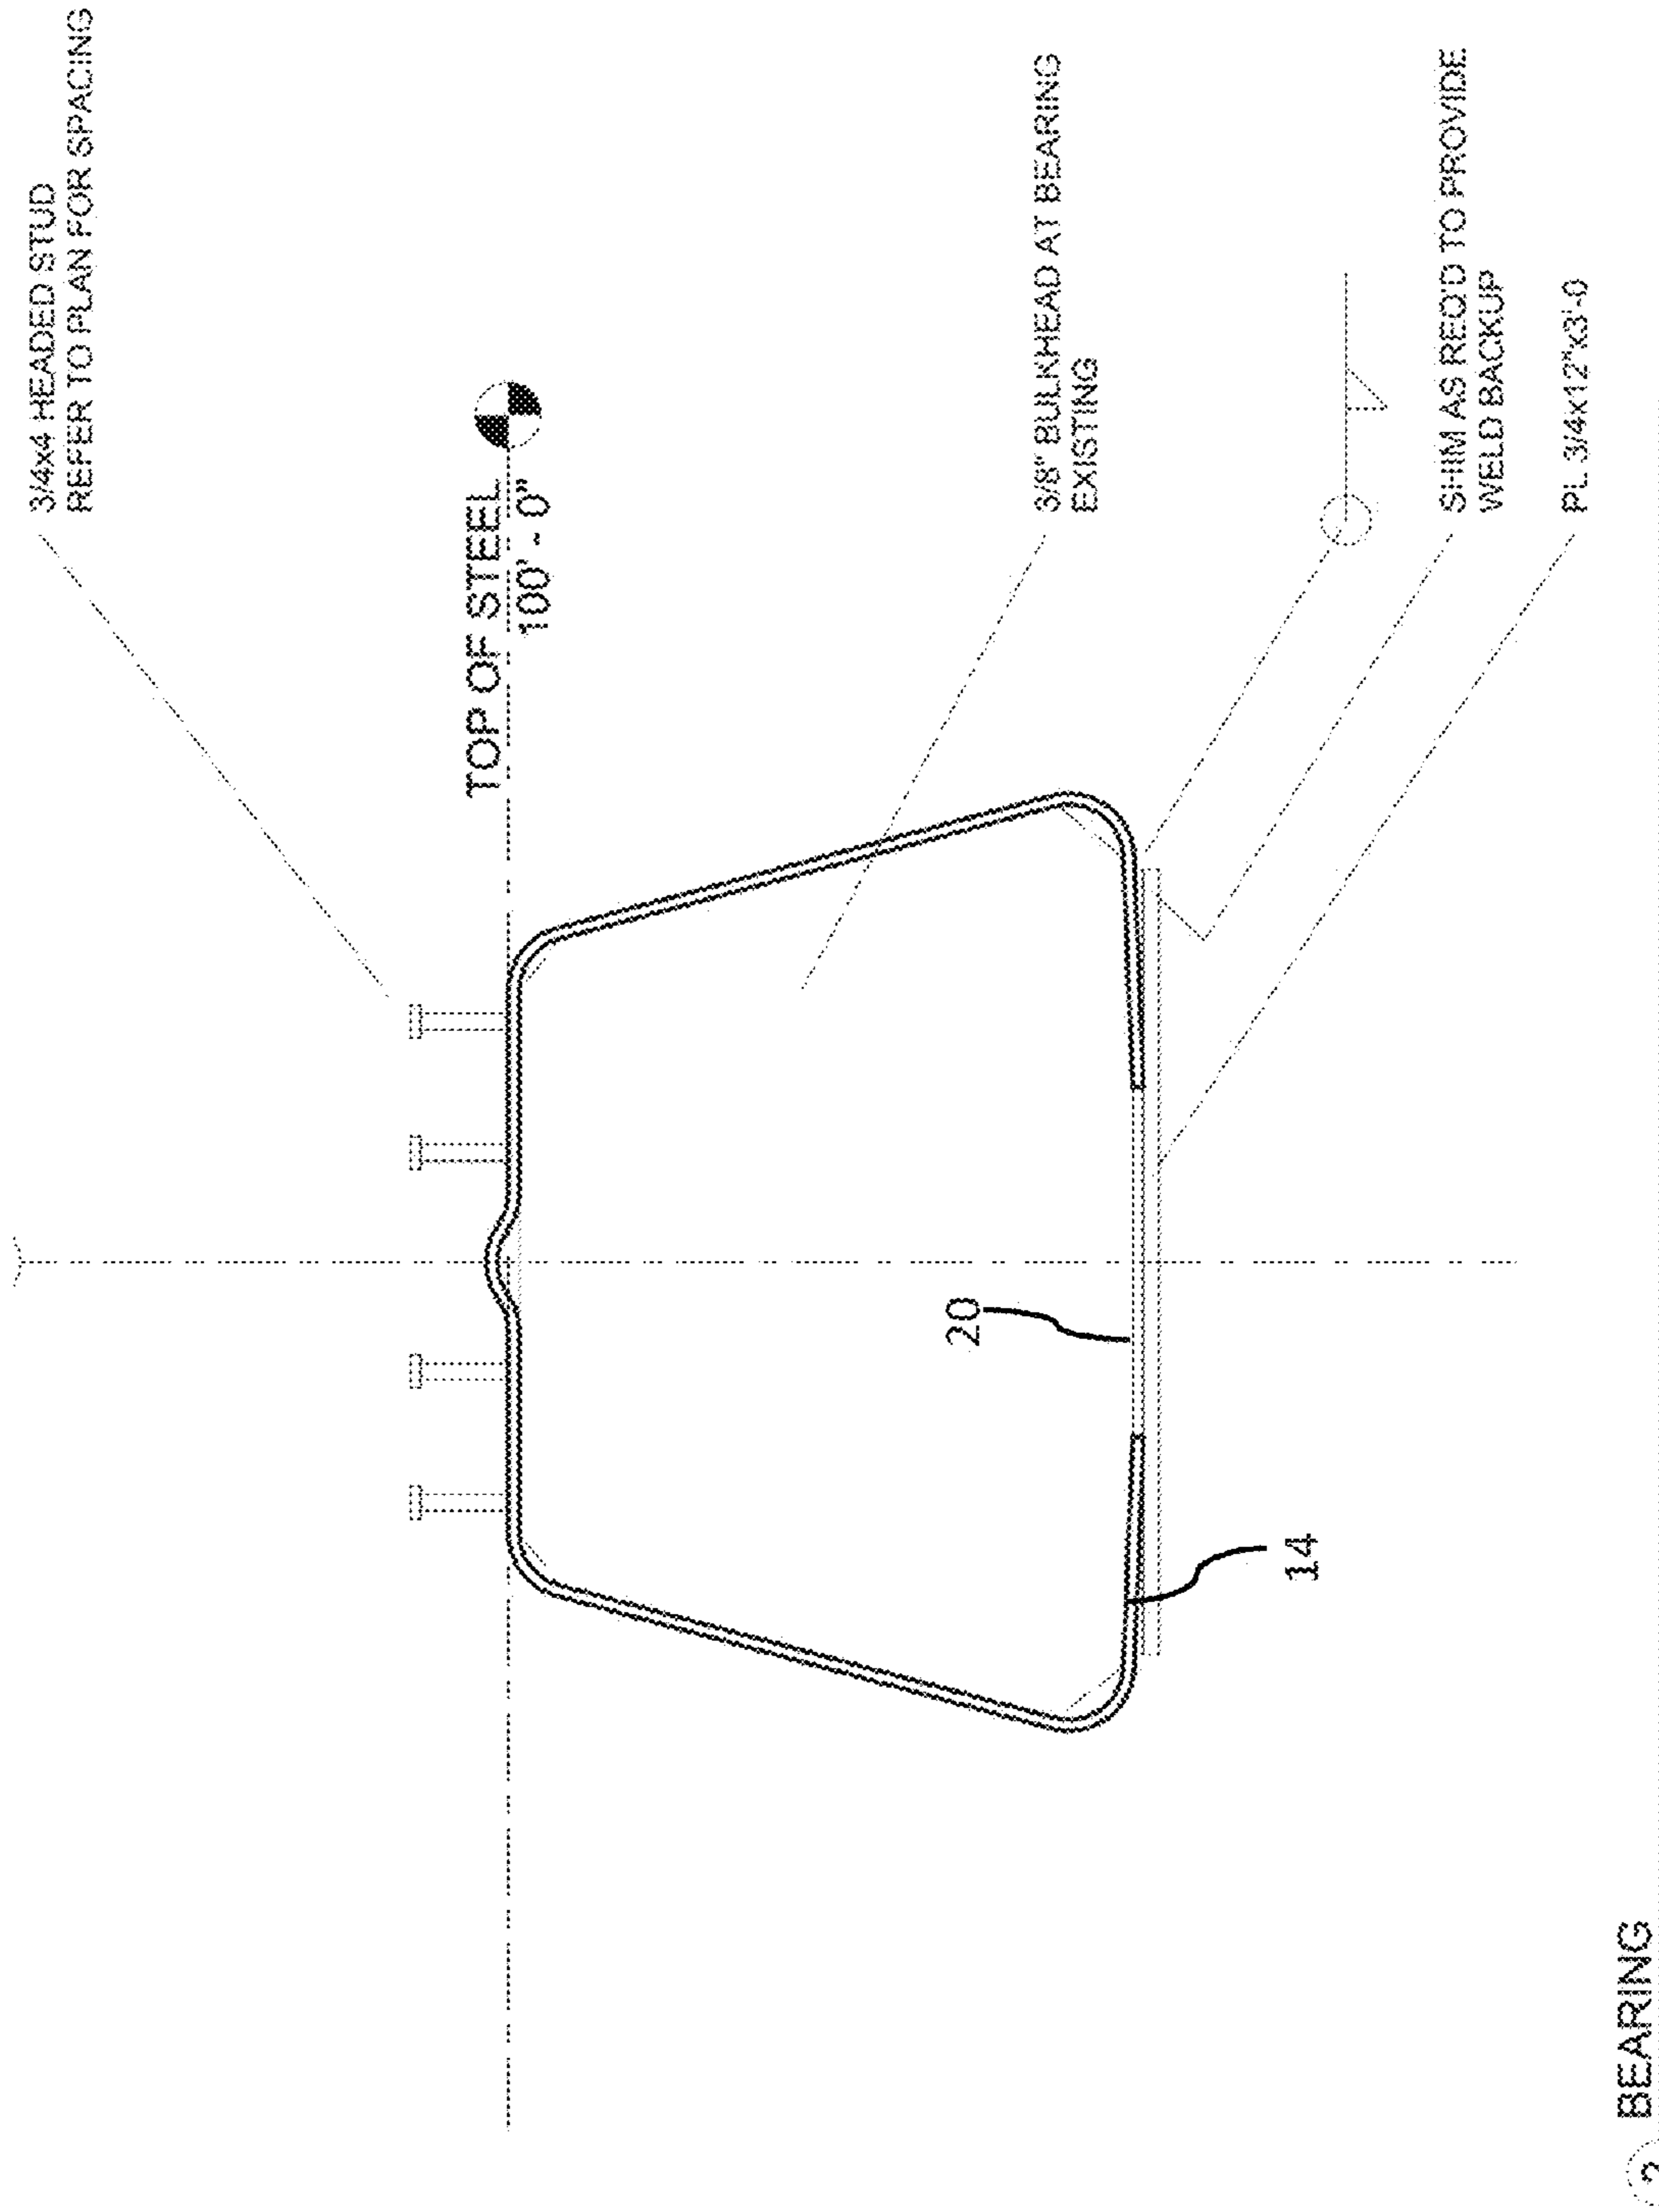 3/4x4 HEADED STUD
REFER TO PLAN FOR SPACING
TOP OF STEEL
100' - 0"
3/8" BULKHEAD AT BEARING
EXISTING
20
14
SHIM AS REQ'D TO PROVIDE
WELD BACKUP
PL 3/4x12"x3'-0
2 BEARING